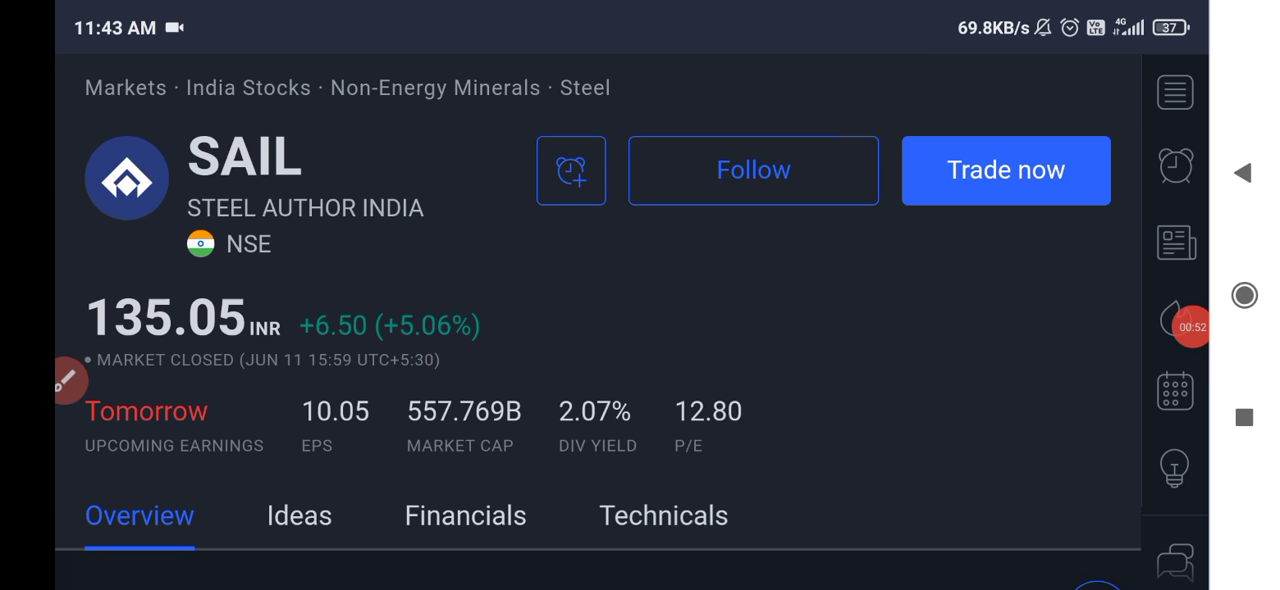 11:43 AM 69.8KB/s Vo LTE 4G 37
Markets · India Stocks · Non-Energy Minerals · Steel
SAIL
STEEL AUTHOR INDIA
NSE
Follow
Trade now
135.05 INR +6.50 (+5.06%)
• MARKET CLOSED (JUN 11 15:59 UTC+5:30)
00:52
Tomorrow 10.05 557.769B 2.07% 12.80
UPCOMING EARNINGS EPS MARKET CAP DIV YIELD P/E
Overview Ideas Financials Technicals